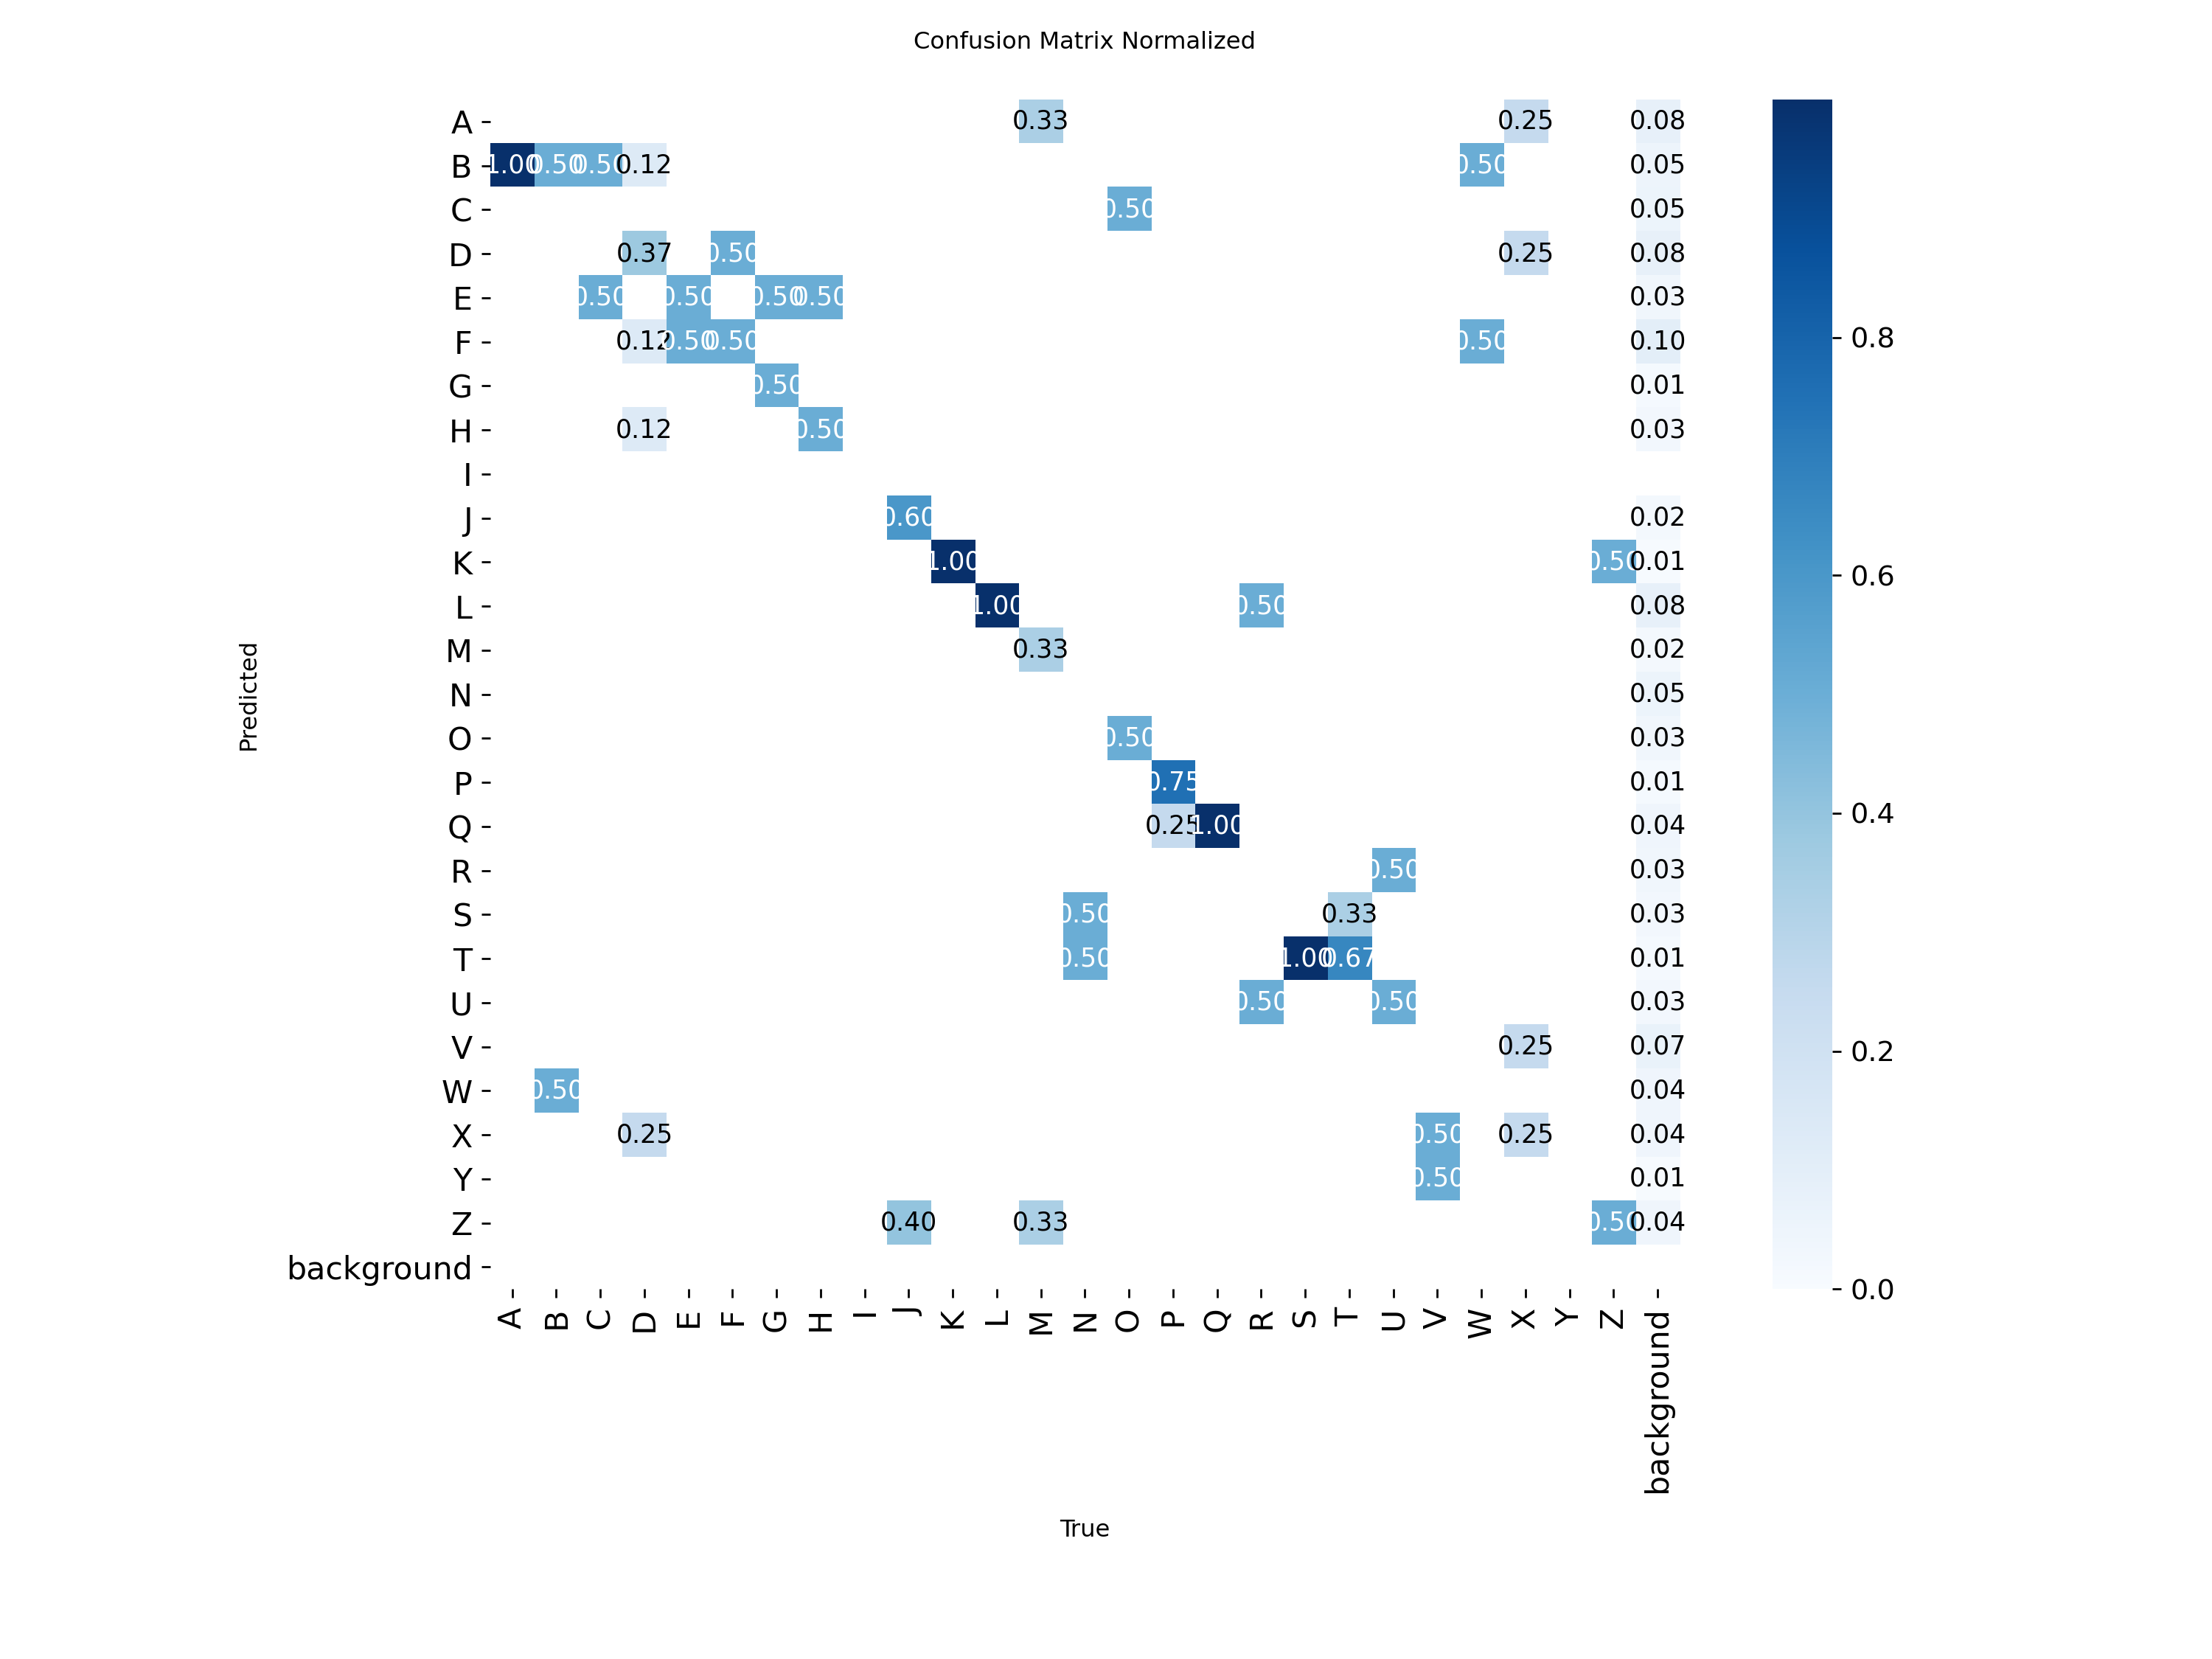 Confusion Matrix Normalized
A 0.33 0.25 0.08
B 1.00 0.50 0.50 0.12 0.50 0.05
C 0.50 0.05
D 0.37 0.50 0.25 0.08
E 0.50 0.50 0.50 0.50 0.03
F 0.12 0.50 0.50 0.50 0.10
G 0.50 0.01
H 0.12 0.50 0.03
I
J 0.60 0.02
K 1.00 0.50 0.01
L 1.00 0.50 0.08
M 0.33 0.02
N 0.05
O 0.50 0.03
P 0.75 0.01
Q 0.25 1.00 0.04
R 0.50 0.03
S 0.50 0.33 0.03
T 0.50 1.00 0.67 0.01
U 0.50 0.50 0.03
V 0.25 0.07
W 0.50 0.04
X 0.25 0.50 0.25 0.04
Y 0.50 0.01
Z 0.40 0.33 0.50 0.04
background
A B C D E F G H I J K L M N O P Q R S T U V W X Y Z background
True
Predicted
0.8
0.6
0.4
0.2
0.0